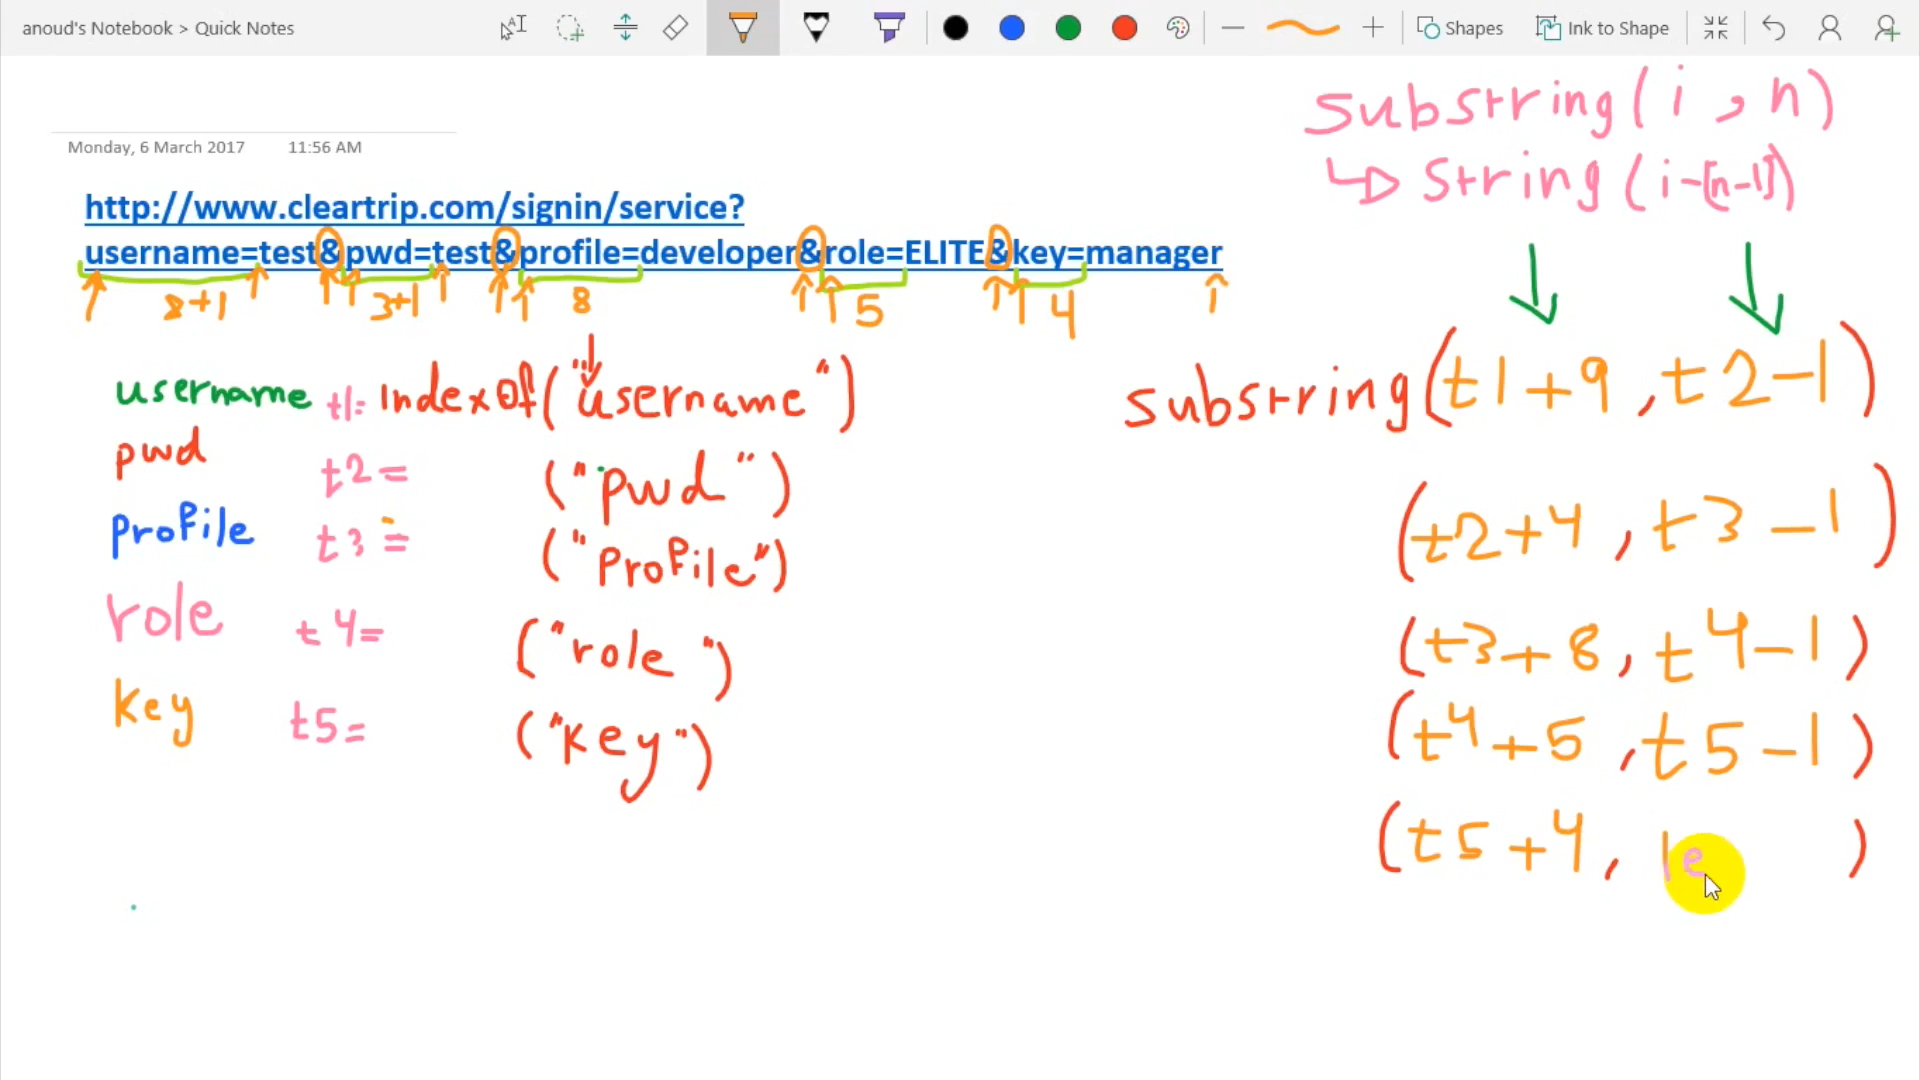 anoud's Notebook > Quick Notes
Shapes
Ink to Shape
Monday, 6 March 2017 11:56 AM
http://www.cleartrip.com/signin/service?
username=test&pwd=test&profile=developer&role=ELITE&key=manager
8+1 3+1 8 5 4
username t1= IndexOf("username")
pwd t2= ("pwd")
profile t3= ("profile")
role t4= ("role")
key t5= ("key")
substring(i,n)
↳ string(i-[n-1])
substring(t1+9,t2-1)
(t2+4,t3-1)
(t3+8,t4-1)
(t4+5,t5-1)
(t5+4,le )